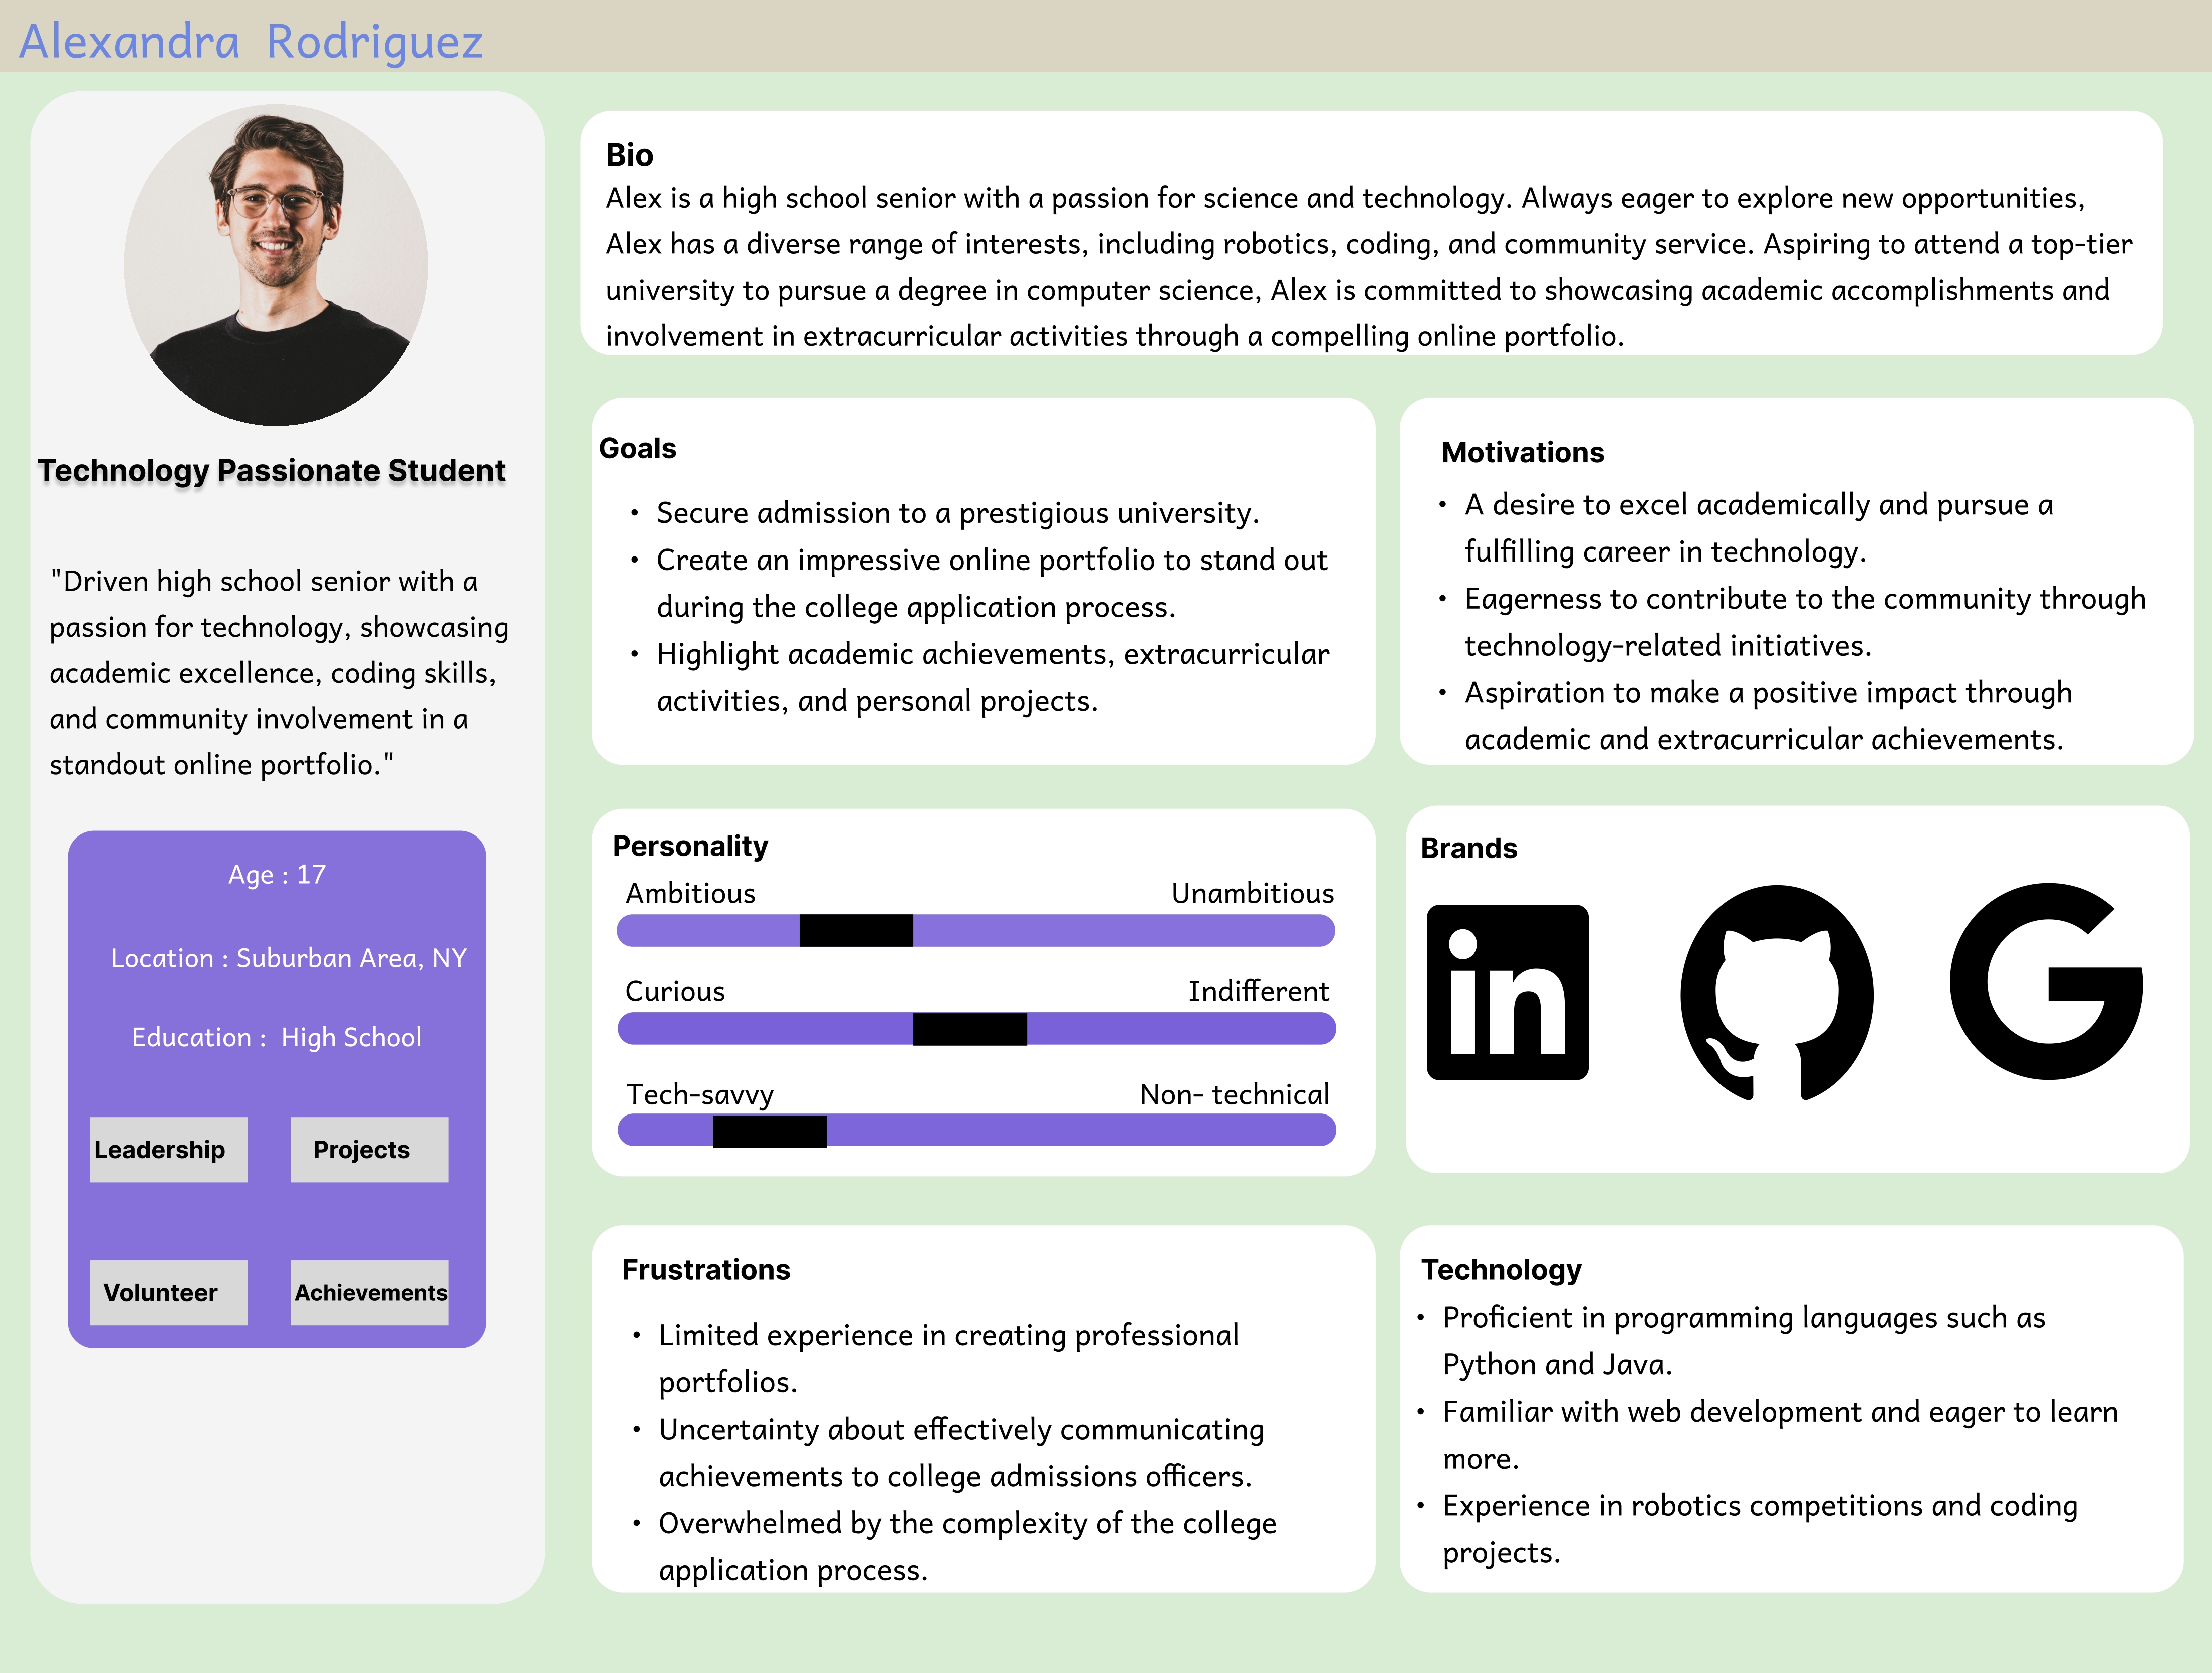 Alexandra Rodriguez
Technology Passionate Student
"Driven high school senior with a
passion for technology, showcasing
academic excellence, coding skills,
and community involvement in a
standout online portfolio."
Age : 17
Location : Suburban Area, NY
Education : High School
Leadership
Projects
Volunteer
Achievements
Bio
Alex is a high school senior with a passion for science and technology. Always eager to explore new opportunities,
Alex has a diverse range of interests, including robotics, coding, and community service. Aspiring to attend a top-tier
university to pursue a degree in computer science, Alex is committed to showcasing academic accomplishments and
involvement in extracurricular activities through a compelling online portfolio.
Goals
• Secure admission to a prestigious university.
• Create an impressive online portfolio to stand out
during the college application process.
• Highlight academic achievements, extracurricular
activities, and personal projects.
Motivations
• A desire to excel academically and pursue a
fulfilling career in technology.
• Eagerness to contribute to the community through
technology-related initiatives.
• Aspiration to make a positive impact through
academic and extracurricular achievements.
Personality
Ambitious Unambitious
Curious Indifferent
Tech-savvy Non- technical
Brands
in
G
Frustrations
• Limited experience in creating professional
portfolios.
• Uncertainty about effectively communicating
achievements to college admissions officers.
• Overwhelmed by the complexity of the college
application process.
Technology
• Proficient in programming languages such as
Python and Java.
• Familiar with web development and eager to learn
more.
• Experience in robotics competitions and coding
projects.